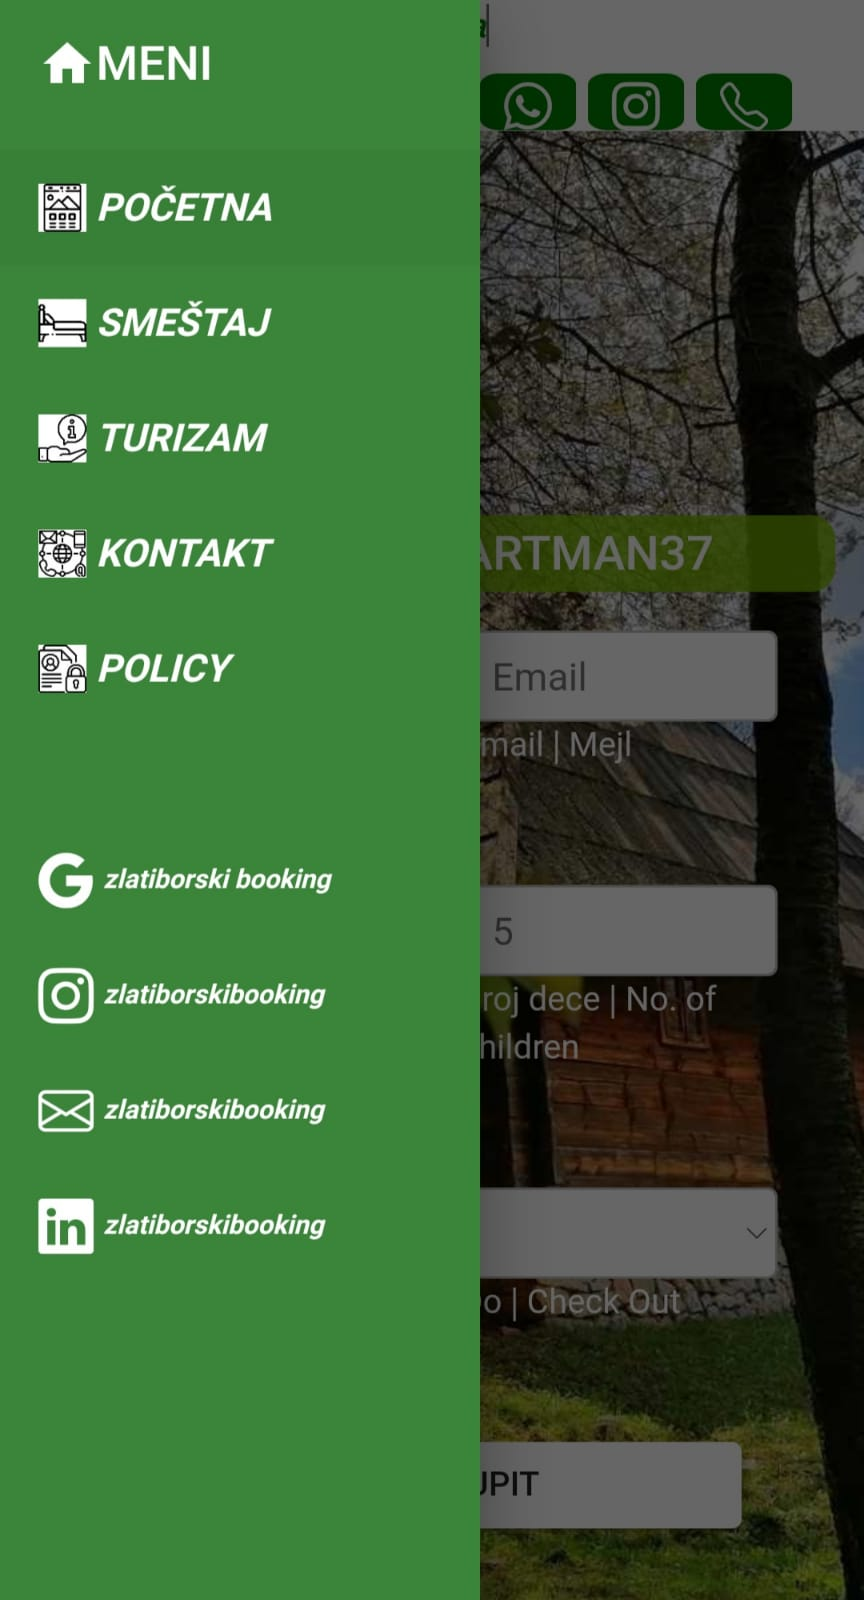 MENI
POČETNA
SMEŠTAJ
TURIZAM
KONTAKT
POLICY
zlatiborski booking
zlatiborskibooking
zlatiborskibooking
zlatiborskibooking
ARTMAN37
Email
mail | Mejl
5
roj dece | No. of
hildren
o | Check Out
UPIT